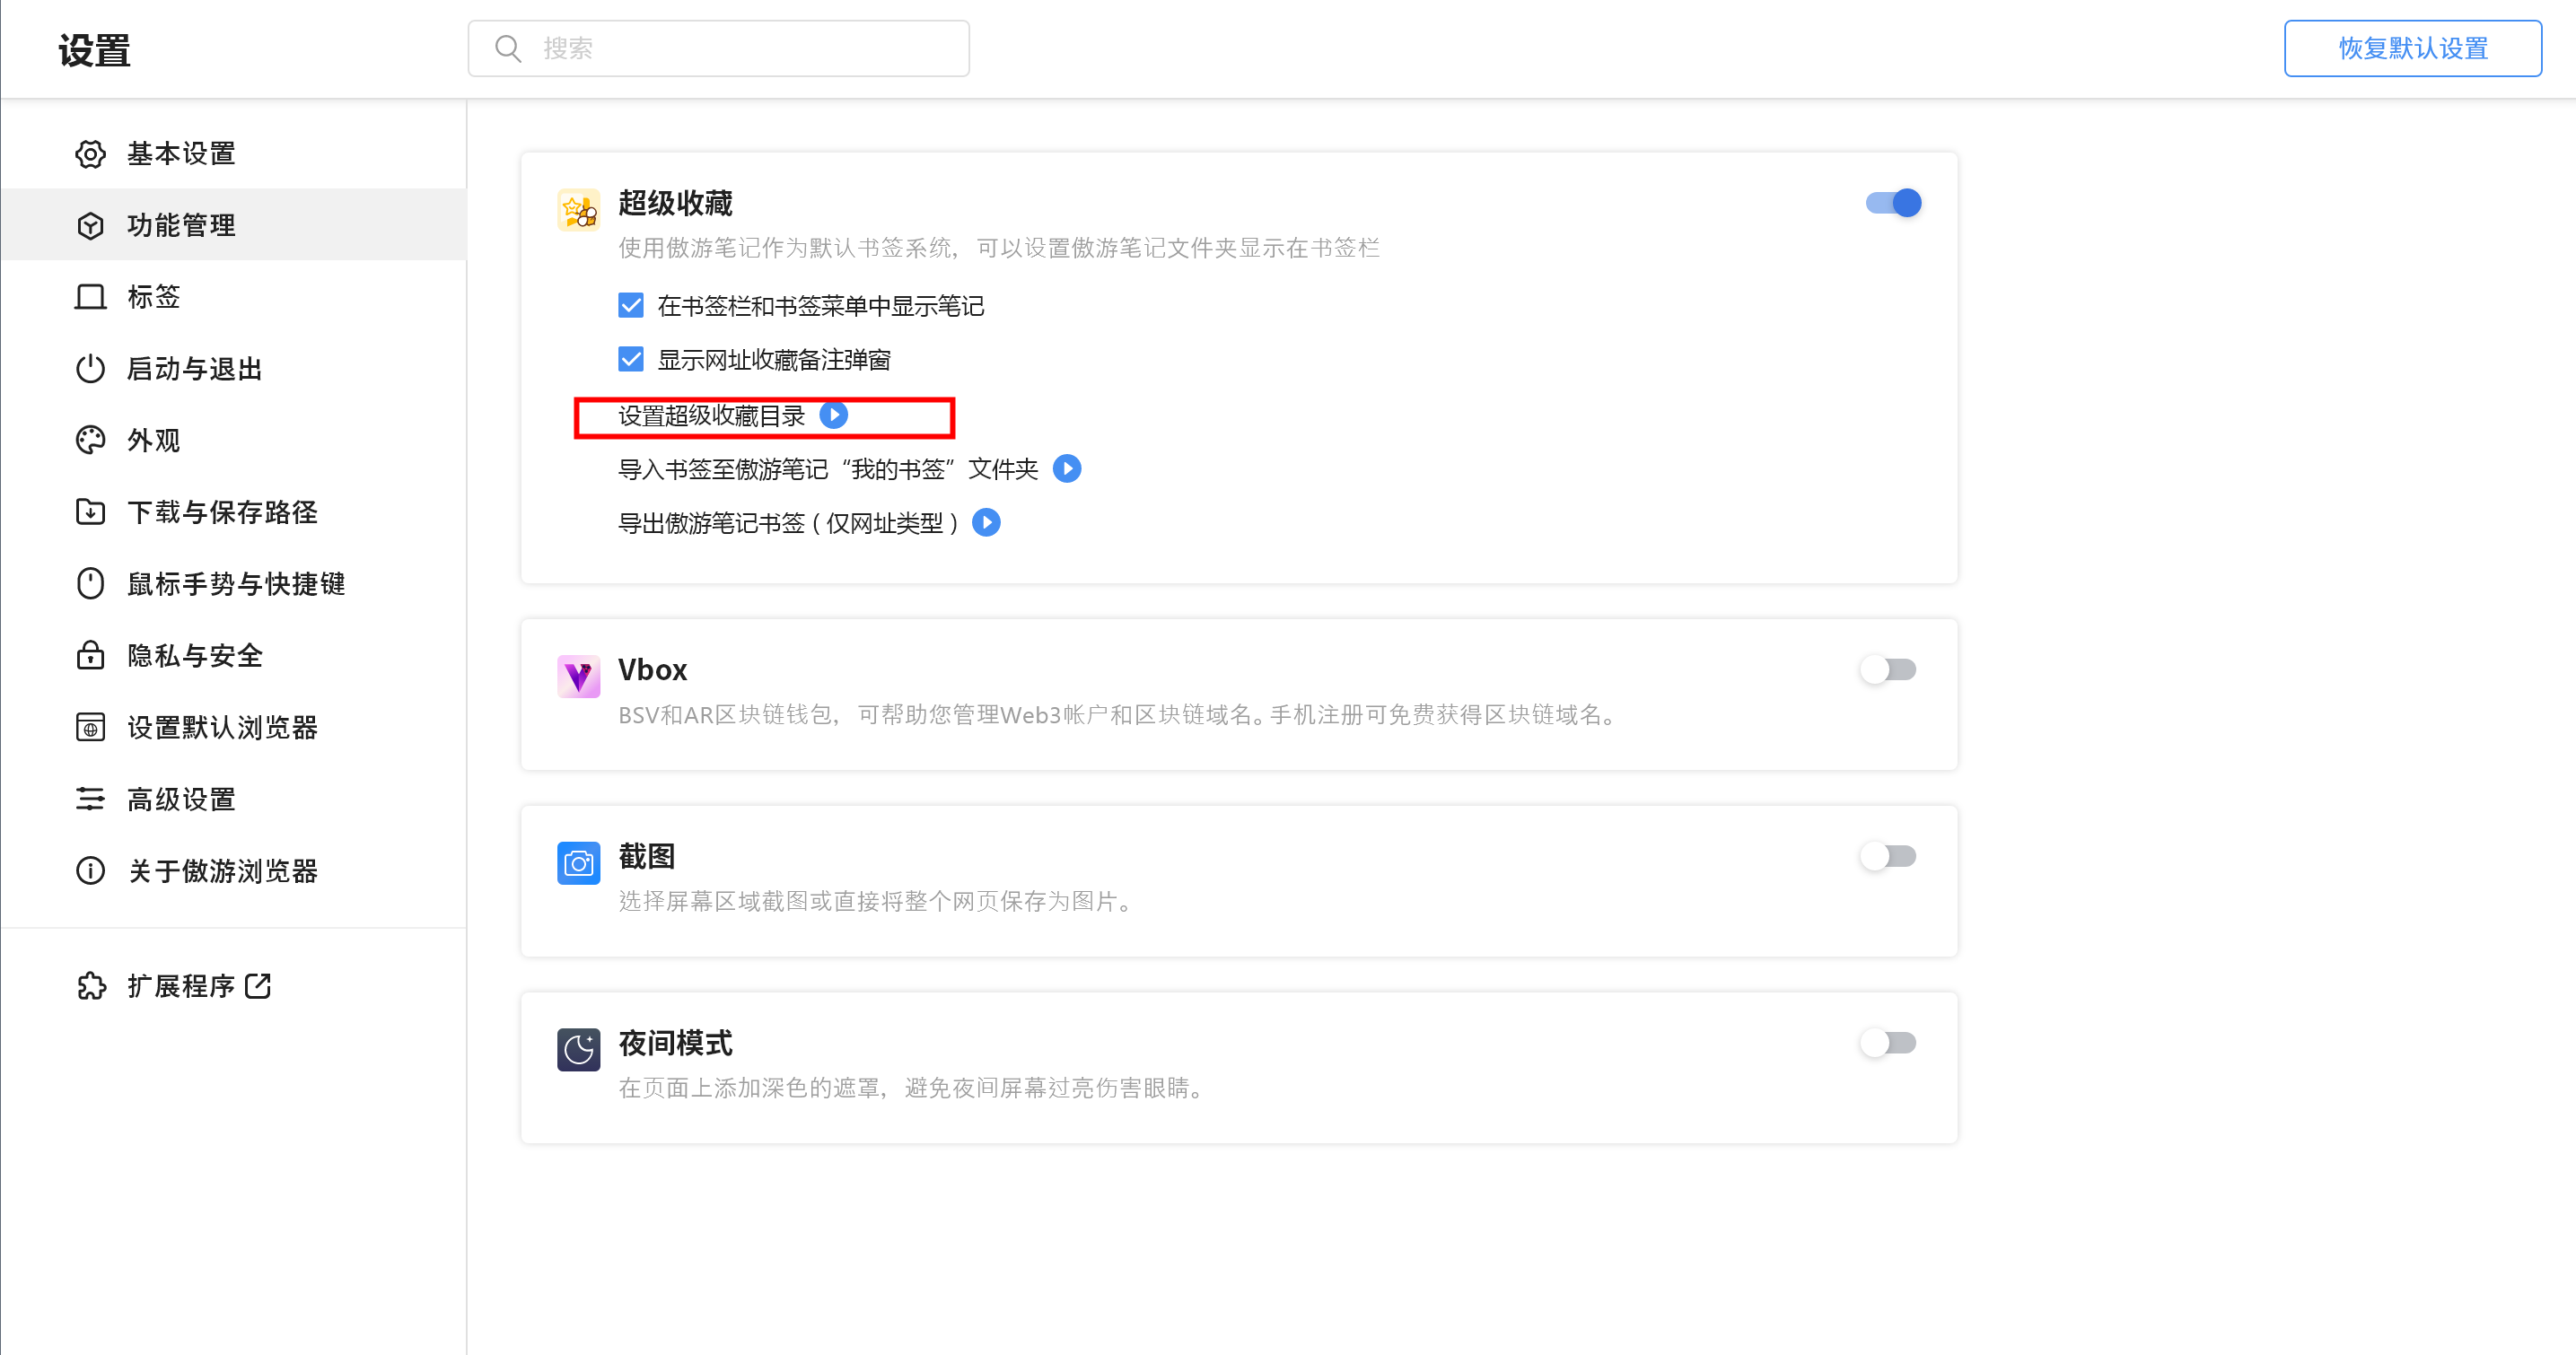 设置
搜索
恢复默认设置
基本设置
功能管理
标签
启动与退出
外观
下载与保存路径
鼠标手势与快捷键
隐私与安全
设置默认浏览器
高级设置
关于傲游浏览器
扩展程序
超级收藏
使用傲游笔记作为默认书签系统，可以设置傲游笔记文件夹显示在书签栏
在书签栏和书签菜单中显示笔记
显示网址收藏备注弹窗
设置超级收藏目录
导入书签至傲游笔记“我的书签”文件夹
导出傲游笔记书签（仅网址类型）
Vbox
BSV和AR区块链钱包，可帮助您管理Web3帐户和区块链域名。手机注册可免费获得区块链域名。
截图
选择屏幕区域截图或直接将整个网页保存为图片。
夜间模式
在页面上添加深色的遮罩，避免夜间屏幕过亮伤害眼睛。